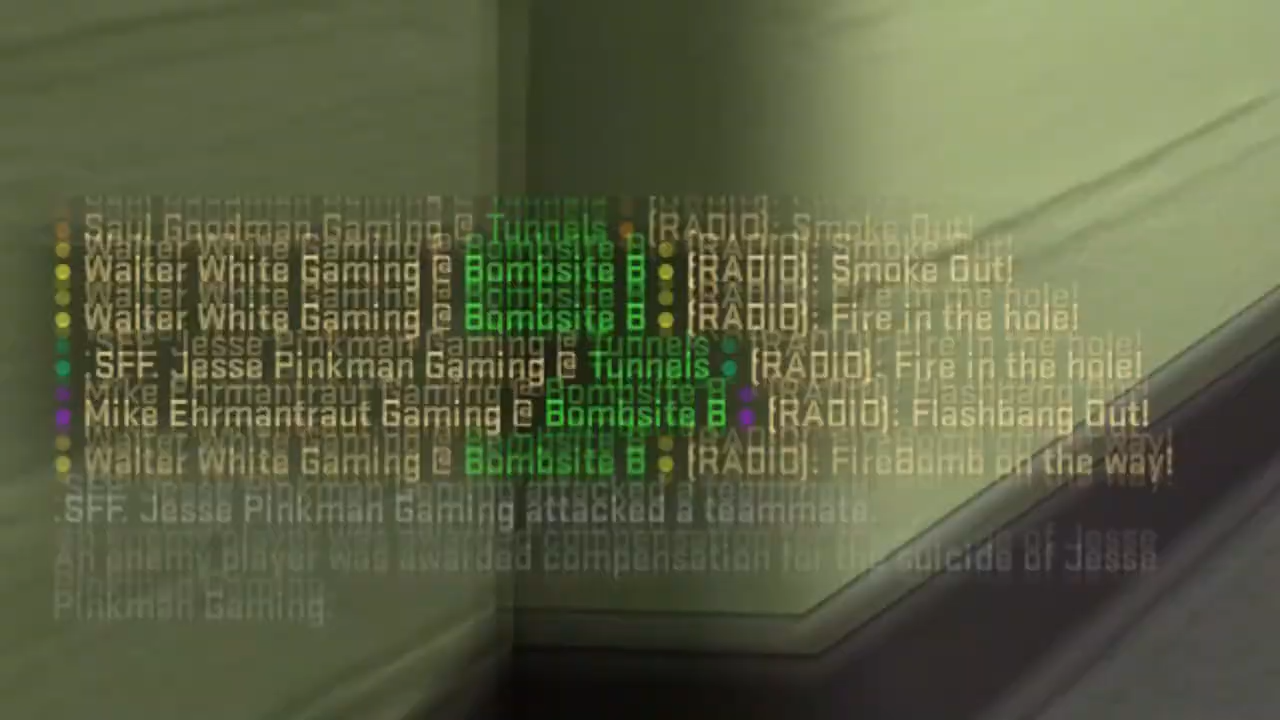 Saul Goodman Gaming @ Tunnels • (RADIO): Smoke Out!
• Walter White Gaming @ Bombsite B • (RADIO): Smoke Out!
• Walter White Gaming @ Bombsite B • (RADIO): Fire in the hole!
• .SFF. Jesse Pinkman Gaming @ Tunnels • (RADIO): Fire in the hole!
• Mike Ehrmantraut Gaming @ Bombsite B • (RADIO): Flashbang Out!
• Walter White Gaming @ Bombsite B • (RADIO): FireBomb on the way!
.SFF. Jesse Pinkman Gaming attacked a teammate.
An enemy player was awarded compensation for the suicide of Jesse
Pinkman Gaming.